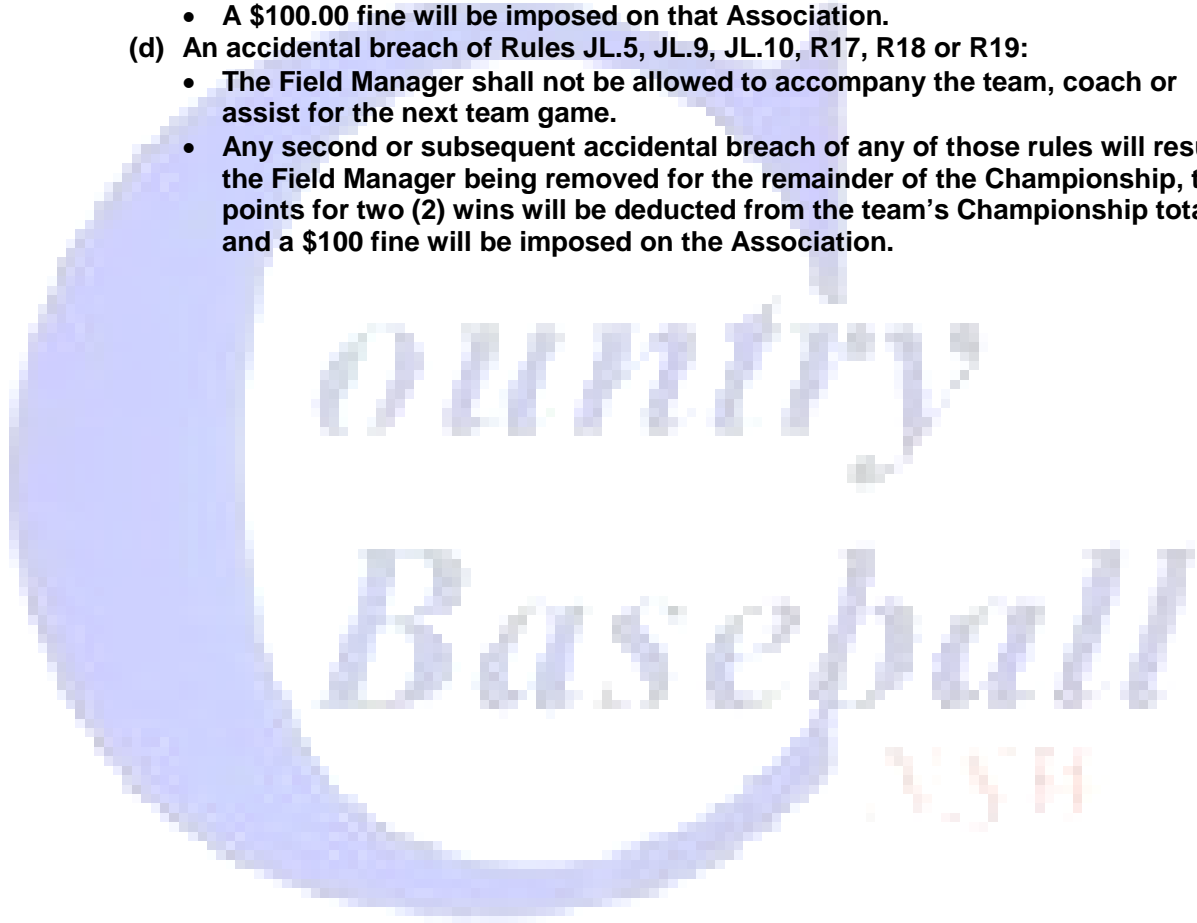 • A $100.00 fine will be imposed on that Association.
(d) An accidental breach of Rules JL.5, JL.9, JL.10, R17, R18 or R19:
• The Field Manager shall not be allowed to accompany the team, coach or
assist for the next team game.
• Any second or subsequent accidental breach of any of those rules will resu
the Field Manager being removed for the remainder of the Championship, t
points for two (2) wins will be deducted from the team's Championship tota
and a $100 fine will be imposed on the Association.
Country
Baseball
NSW